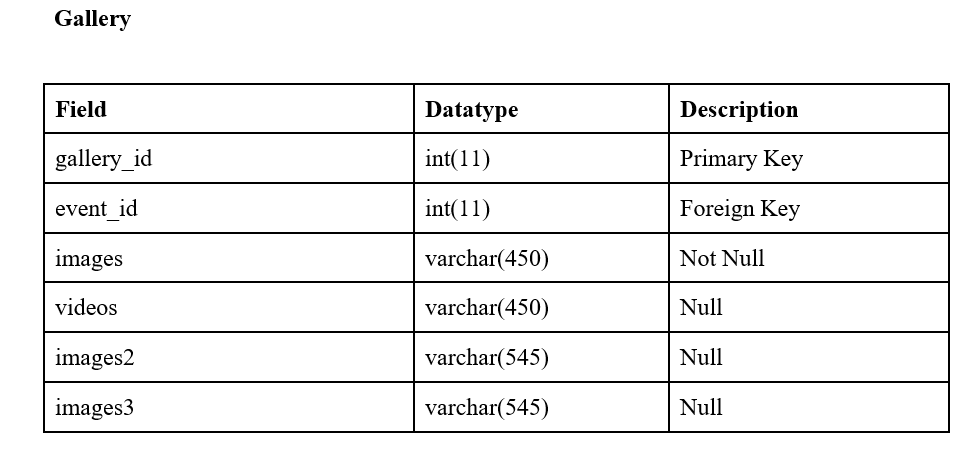 Gallery
Field Datatype Description
gallery_id int(11) Primary Key
event_id int(11) Foreign Key
images varchar(450) Not Null
videos varchar(450) Null
images2 varchar(545) Null
images3 varchar(545) Null